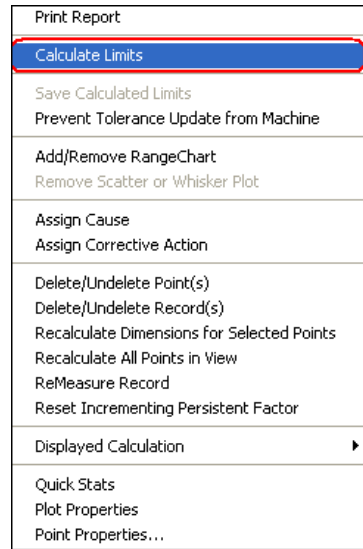 Print Report
Calculate Limits
Save Calculated Limits
Prevent Tolerance Update from Machine
Add/Remove RangeChart
Remove Scatter or Whisker Plot
Assign Cause
Assign Corrective Action
Delete/Undelete Point(s)
Delete/Undelete Record(s)
Recalculate Dimensions for Selected Points
Recalculate All Points in View
ReMeasure Record
Reset Incrementing Persistent Factor
Displayed Calculation
Quick Stats
Plot Properties
Point Properties...